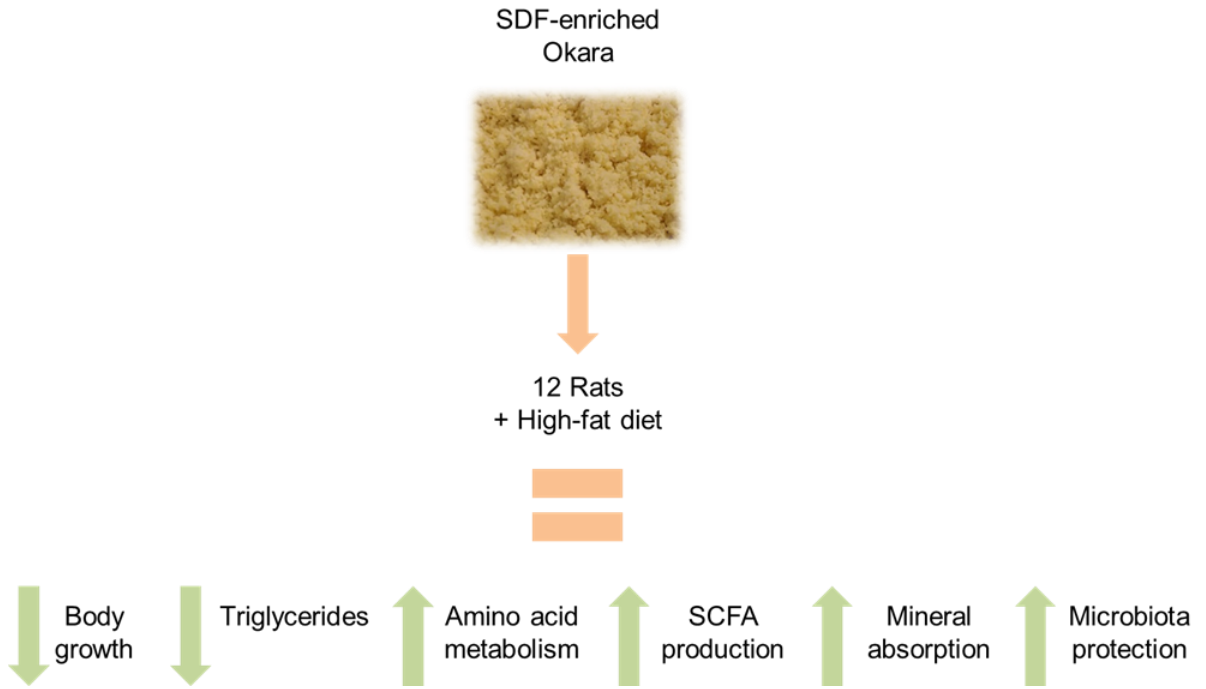 SDF-enriched
Okara
12 Rats
+ High-fat diet
Body
growth
Triglycerides
Amino acid
metabolism
SCFA
production
Mineral
absorption
Microbiota
protection